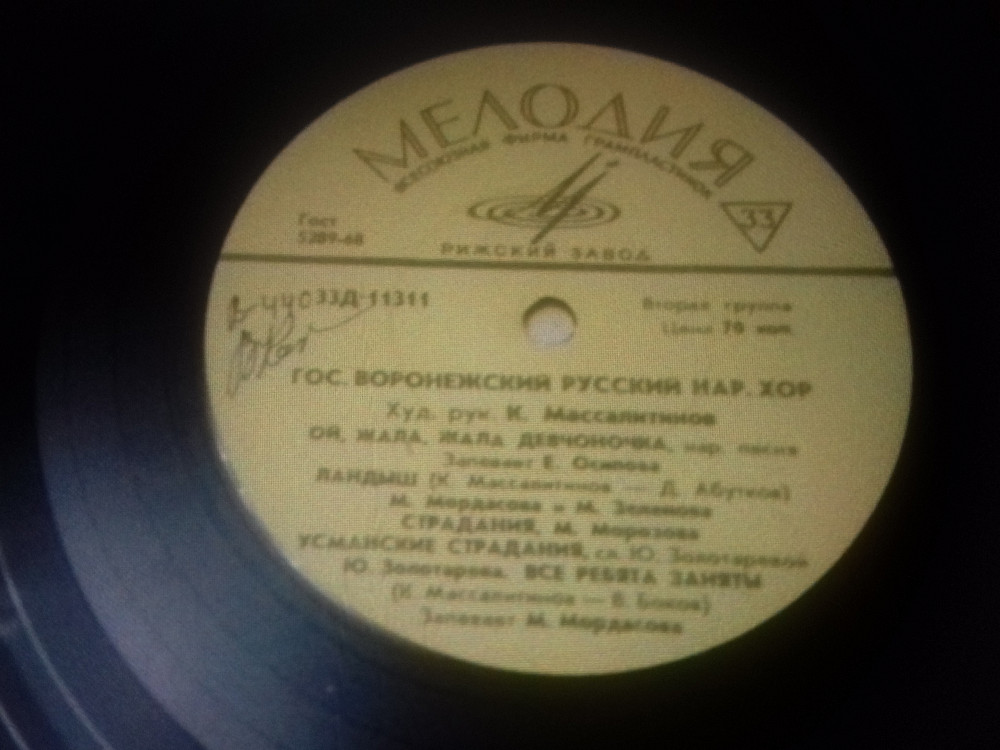 МЕЛОДИЯ
ВСЕСОЮЗНАЯ ФИРМА ГРАМПЛАСТИНОК
33
Гост
5289-68
РИЖСКИЙ ЗАВОД
33Д-11311
Вторая группа
Цена 70 коп.
ГОС. ВОРОНЕЖСКИЙ РУССКИЙ НАР. ХОР
Худ. рук. К. Массалитинов
ОЙ, ЖАЛА, ЖАЛА ДЕВЧОНОЧКА, нар. песня
Запевает Е. Осипова
ЛАНДЫШ (К. Массалитинов — Д. Абутков)
М. Мордасова и М. Зеленова
СТРАДАНИЯ, М. Морозова
УСМАНСКИЕ СТРАДАНИЯ, сл. Ю. Золотаревой
Ю. Золотарева. ВСЕ РЕБЯТА ЗАНЯТЫ
(К. Массалитинов — В. Боков)
Запевает М. Мордасова